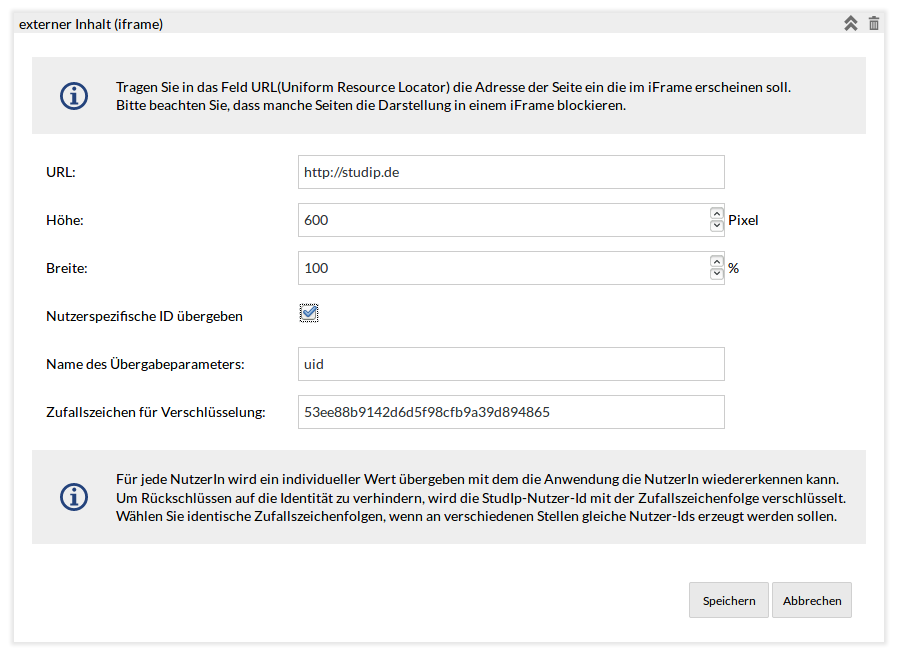 externer Inhalt (iframe)
Tragen Sie in das Feld URL(Uniform Resource Locator) die Adresse der Seite ein die im iFrame erscheinen soll.
Bitte beachten Sie, dass manche Seiten die Darstellung in einem iFrame blockieren.
URL: http://studip.de
Höhe: 600 Pixel
Breite: 100 %
Nutzerspezifische ID übergeben
Name des Übergabeparameters: uid
Zufallszeichen für Verschlüsselung: 53ee88b9142d6d5f98cfb9a39d894865
Für jede NutzerIn wird ein individueller Wert übergeben mit dem die Anwendung die NutzerIn wiedererkennen kann.
Um Rückschlüssen auf die Identität zu verhindern, wird die StudIp-Nutzer-Id mit der Zufallszeichenfolge verschlüsselt.
Wählen Sie identische Zufallszeichenfolgen, wenn an verschiedenen Stellen gleiche Nutzer-Ids erzeugt werden sollen.
Speichern Abbrechen